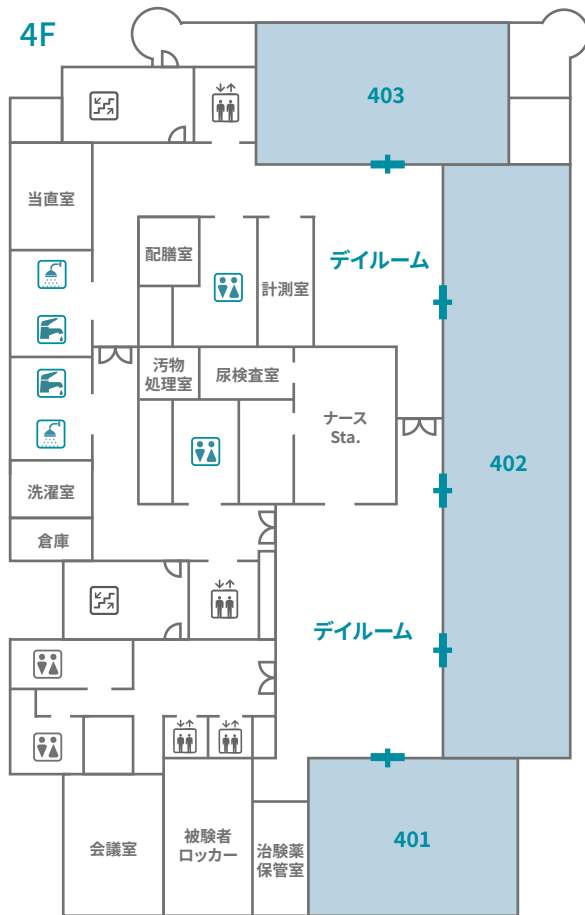 4F
403
当直室
配膳室
デイルーム
計測室
汚物
処理室
尿検査室
ナース
Sta.
402
洗濯室
倉庫
デイルーム
会議室
被験者
ロッカー
治験薬
保管室
401